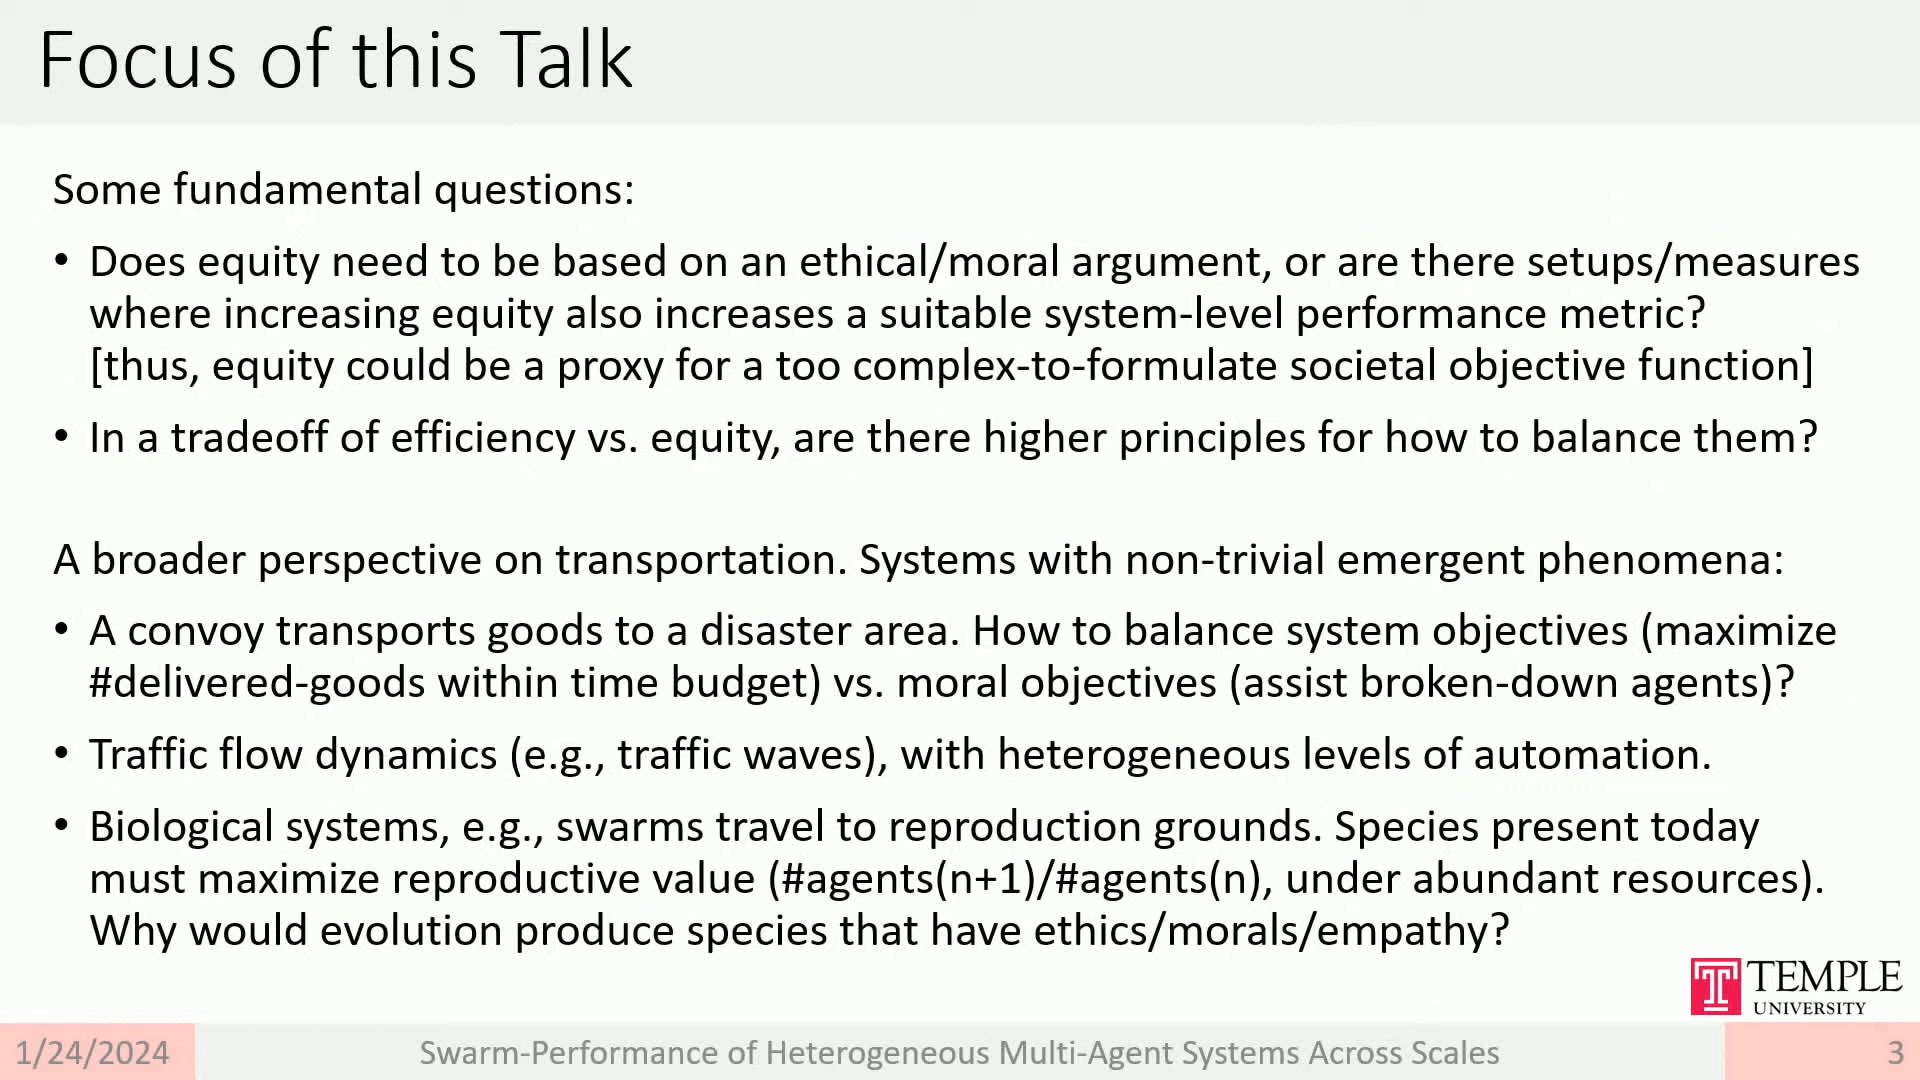 Focus of this Talk
Some fundamental questions:
• Does equity need to be based on an ethical/moral argument, or are there setups/measures
where increasing equity also increases a suitable system-level performance metric?
[thus, equity could be a proxy for a too complex-to-formulate societal objective function]
• In a tradeoff of efficiency vs. equity, are there higher principles for how to balance them?
A broader perspective on transportation. Systems with non-trivial emergent phenomena:
• A convoy transports goods to a disaster area. How to balance system objectives (maximize
#delivered-goods within time budget) vs. moral objectives (assist broken-down agents)?
• Traffic flow dynamics (e.g., traffic waves), with heterogeneous levels of automation.
• Biological systems, e.g., swarms travel to reproduction grounds. Species present today
must maximize reproductive value (#agents(n+1)/#agents(n), under abundant resources).
Why would evolution produce species that have ethics/morals/empathy?
TEMPLE
UNIVERSITY
1/24/2024
Swarm-Performance of Heterogeneous Multi-Agent Systems Across Scales
3